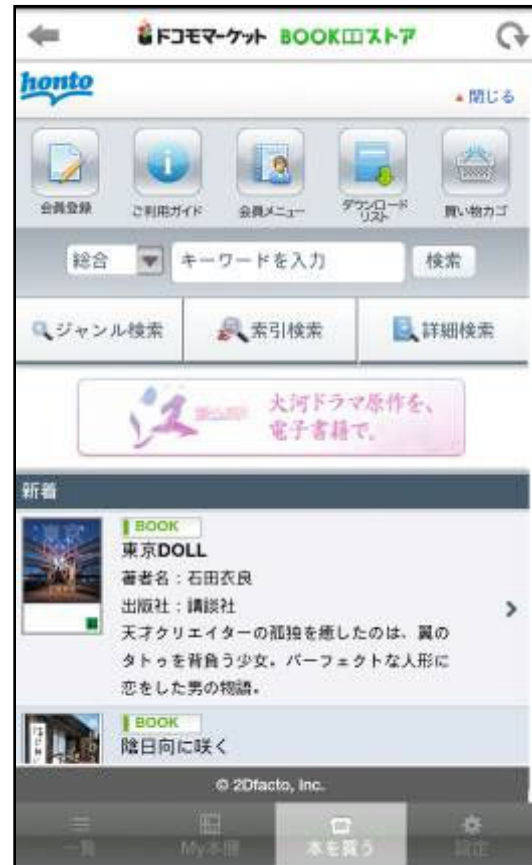 ドコモマーケット BOOKストア
honto
▲閉じる
会員登録
ご利用ガイド
会員メニュー
ダウンロード
リスト
買い物カゴ
総合
キーワードを入力
検索
ジャンル検索
索引検索
詳細検索
江
大河ドラマ原作を、
電子書籍で。
新着
BOOK
東京DOLL
著者名：石田衣良
出版社：講談社
天才クリエイターの孤独を癒したのは、翼の
タトゥを背負う少女。パーフェクトな人形に
恋をした男の物語。
BOOK
陰日向に咲く
© 2Dfacto, Inc.
一覧
My本棚
本を買う
設定